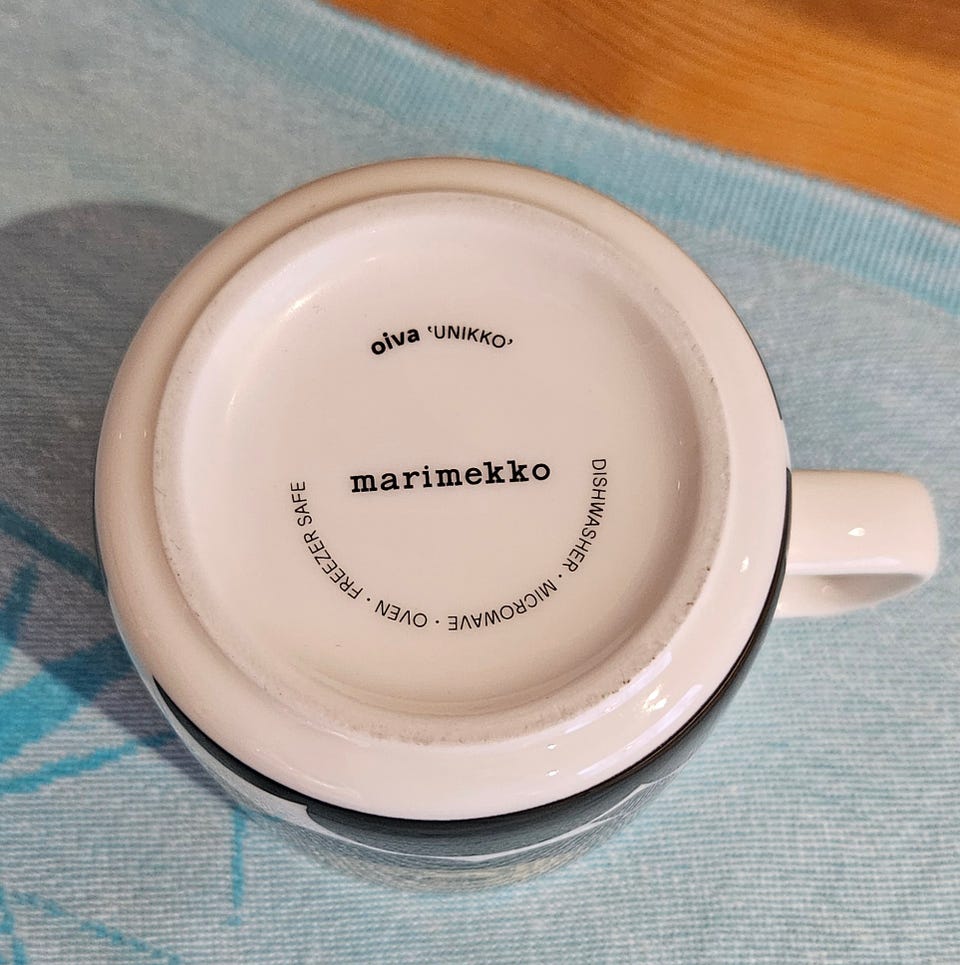 oiva ‘UNIKKO’
marimekko
DISHWASHER · MICROWAVE · OVEN · FREEZER SAFE